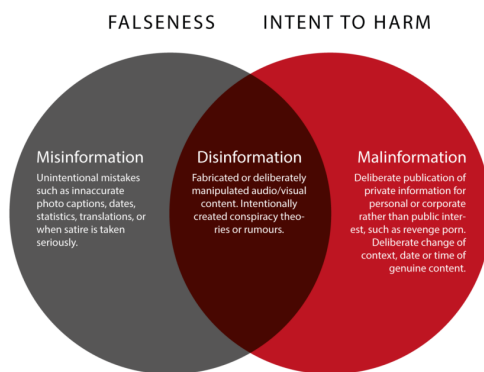 FALSENESS
INTENT TO HARM
Misinformation
Unintentional mistakes
such as innaccurate
photo captions, dates,
statistics, translations, or
when satire is taken
seriously.
Disinformation
Fabricated or deliberately
manipulated audio/visual
content. Intentionally
created conspiracy theo-
ries or rumours.
Malinformation
Deliberate publication of
private information for
personal or corporate
rather than public inter-
est, such as revenge porn.
Deliberate change of
context, date or time of
genuine content.